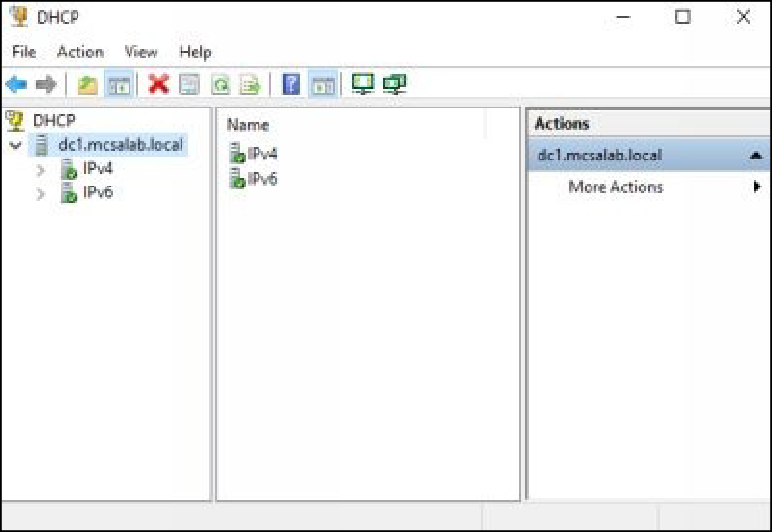 DHCP
File Action View Help
DHCP
dc1.mcsalab.local
IPv4
IPv6
Name
IPv4
IPv6
Actions
dc1.mcsalab.local
More Actions